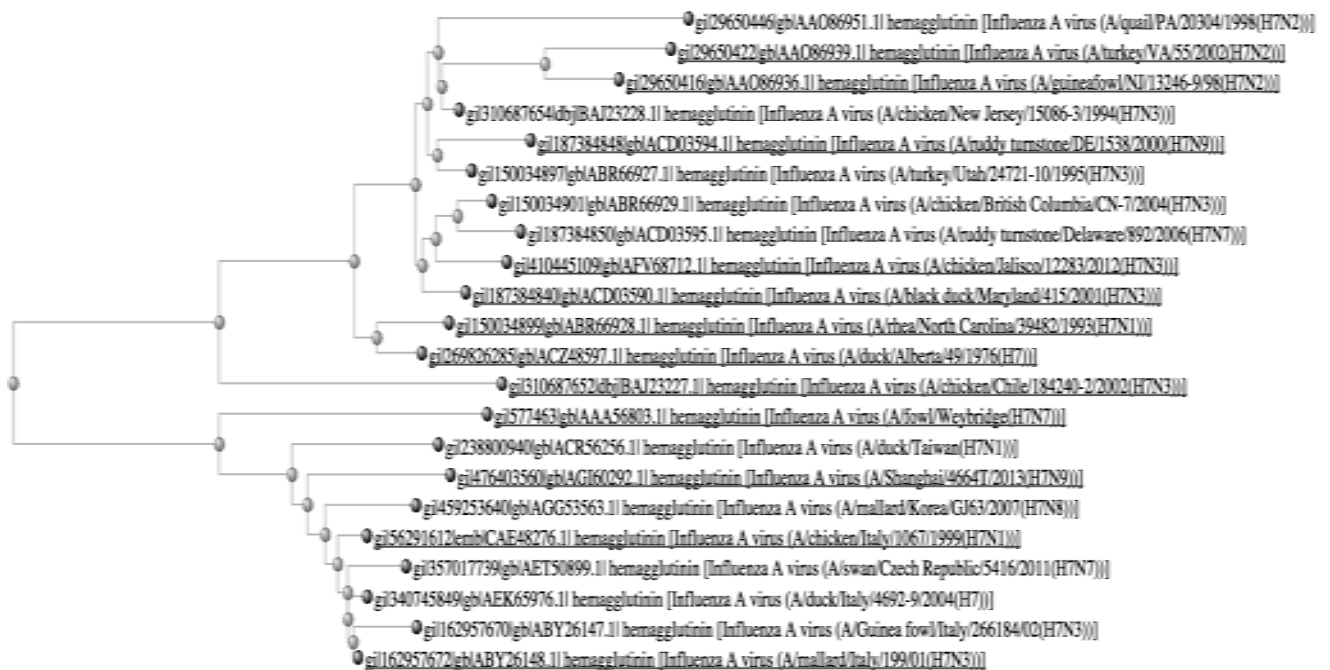 gi|29650446|gb|AAO86951.1| hemagglutinin [Influenza A virus (A/quail/PA/20304/1998(H7N2))]
gi|29650422|gb|AAO86939.1| hemagglutinin [Influenza A virus (A/turkey/VA/55/2002(H7N2))]
gi|29650416|gb|AAO86936.1| hemagglutinin [Influenza A virus (A/guineafowl/NJ/13246-9/98(H7N2))]
gi|310687654|dbj|BAJ23228.1| hemagglutinin [Influenza A virus (A/chicken/New Jersey/15086-3/1994(H7N3))]
gi|187384848|gb|ACD03594.1| hemagglutinin [Influenza A virus (A/ruddy turnstone/DE/1538/2000(H7N9))]
gi|150034897|gb|ABR66927.1| hemagglutinin [Influenza A virus (A/turkey/Utah/24721-10/1995(H7N3))]
gi|150034901|gb|ABR66929.1| hemagglutinin [Influenza A virus (A/chicken/British Columbia/CN-7/2004(H7N3))]
gi|187384850|gb|ACD03595.1| hemagglutinin [Influenza A virus (A/ruddy turnstone/Delaware/892/2006(H7N7))]
gi|410445109|gb|AFV68712.1| hemagglutinin [Influenza A virus (A/chicken/Jalisco/12283/2012(H7N3))]
gi|187384840|gb|ACD03590.1| hemagglutinin [Influenza A virus (A/black duck/Maryland/415/2001(H7N3))]
gi|150034899|gb|ABR66928.1| hemagglutinin [Influenza A virus (A/rhea/North Carolina/39482/1993(H7N1))]
gi|269826285|gb|ACZ48597.1| hemagglutinin [Influenza A virus (A/duck/Alberta/49/1976(H7))]
gi|310687652|dbj|BAJ23227.1| hemagglutinin [Influenza A virus (A/chicken/Chile/184240-2/2002(H7N3))]
gi|577463|gb|AAA56803.1| hemagglutinin [Influenza A virus (A/fowl/Weybridge(H7N7))]
gi|238800940|gb|ACR56256.1| hemagglutinin [Influenza A virus (A/duck/Taiwan(H7N1))]
gi|476403560|gb|AGI60292.1| hemagglutinin [Influenza A virus (A/Shanghai/4664T/2013(H7N9))]
gi|459253640|gb|AGG53563.1| hemagglutinin [Influenza A virus (A/mallard/Korea/GJ63/2007(H7N8))]
gi|56291612|emb|CAE48276.1| hemagglutinin [Influenza A virus (A/chicken/Italy/1067/1999(H7N1))]
gi|357017739|gb|AET50899.1| hemagglutinin [Influenza A virus (A/swan/Czech Republic/5416/2011(H7N7))]
gi|340745849|gb|AEK65976.1| hemagglutinin [Influenza A virus (A/duck/Italy/4692-9/2004(H7))]
gi|162957670|gb|ABY26147.1| hemagglutinin [Influenza A virus (A/Guinea fowl/Italy/266184/02(H7N3))]
gi|162957672|gb|ABY26148.1| hemagglutinin [Influenza A virus (A/mallard/Italy/199/01(H7N3))]